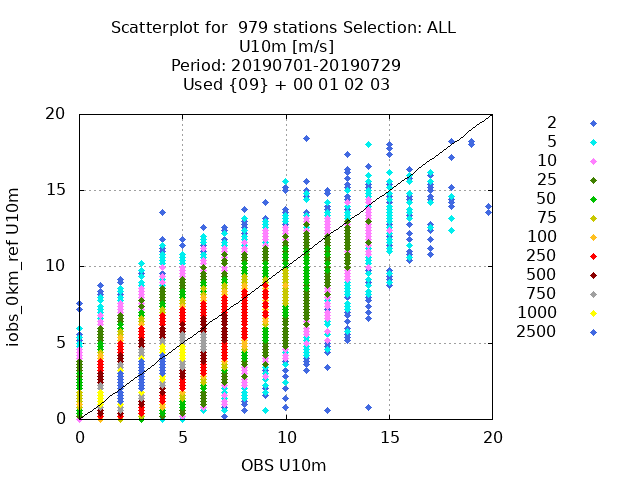 Scatterplot for  979 stations Selection: ALL
U10m [m/s]
Period: 20190701-20190729
Used {09} + 00 01 02 03
iobs_0km_ref U10m
20
15
10
5
0
0 5 10 15 20
OBS U10m
2
5
10
25
50
75
100
250
500
750
1000
2500